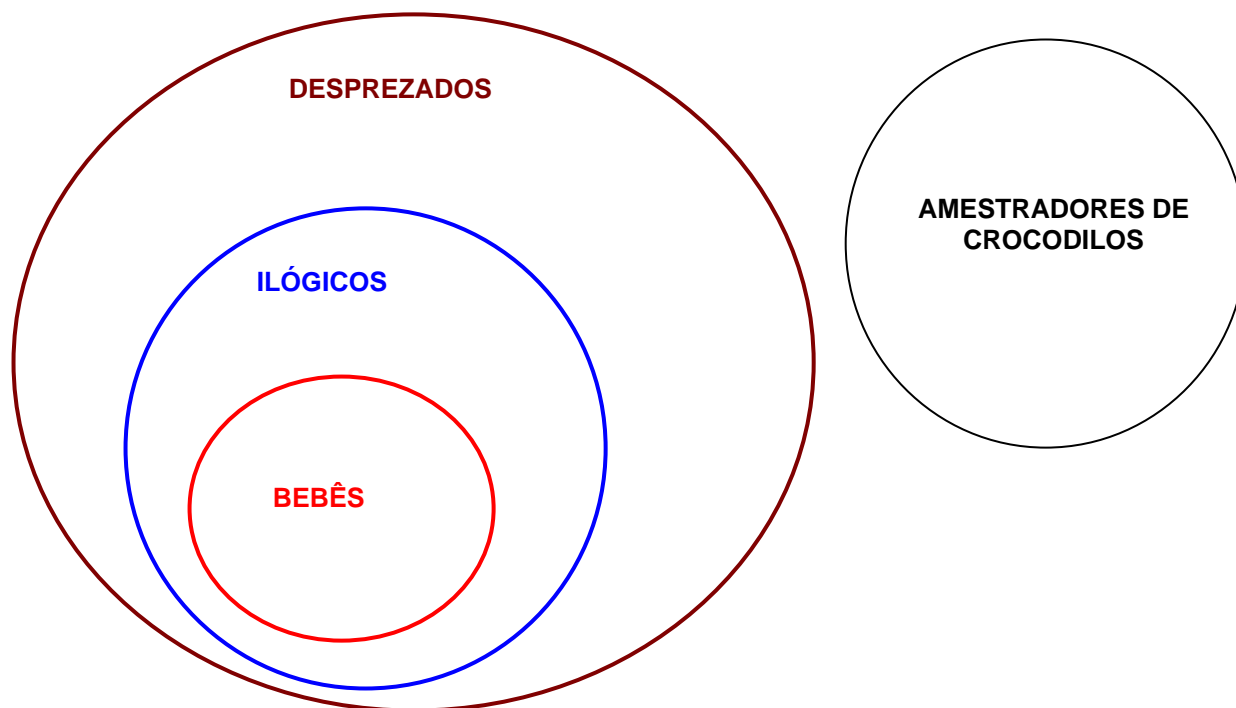 DESPREZADOS
AMESTRADORES DE
CROCODILOS
ILÓGICOS
BEBÊS